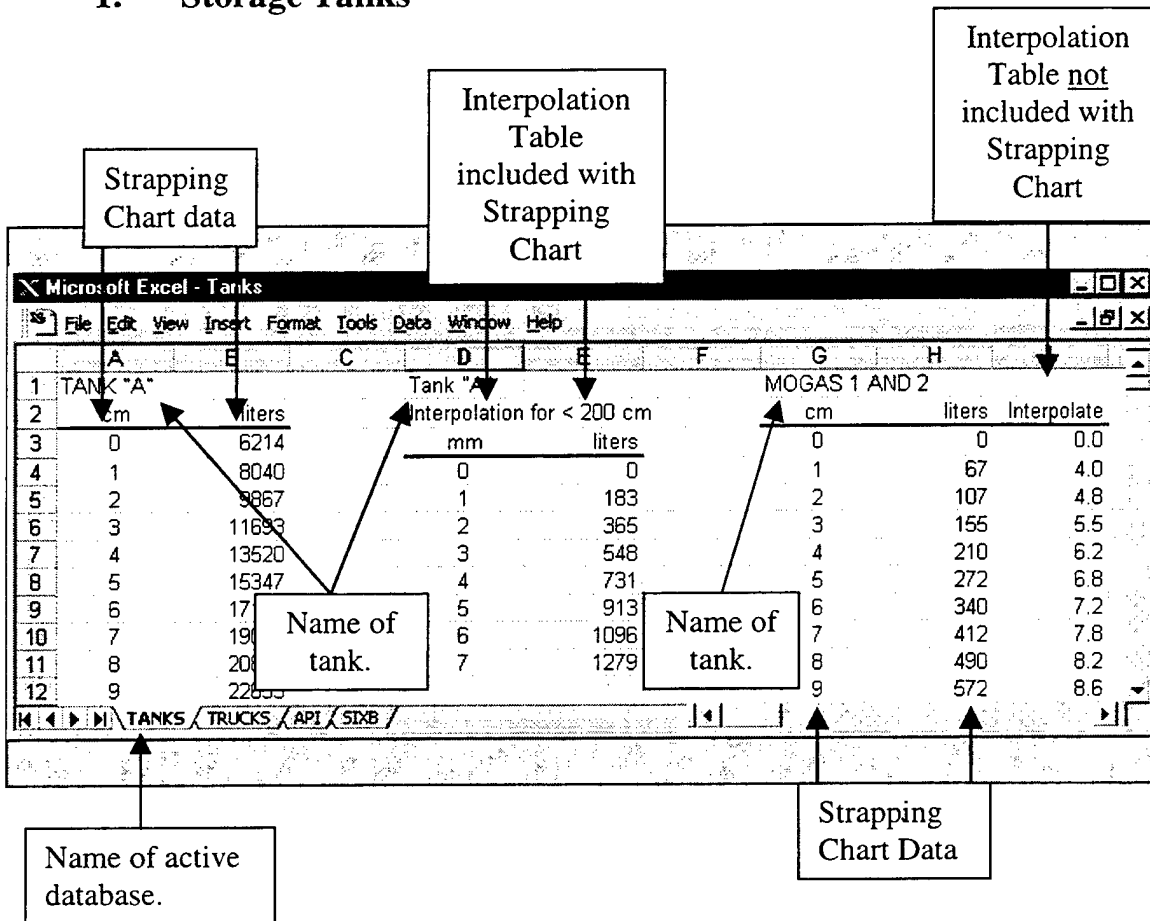 1. Storage Tanks
Interpolation
Table not
included with
Strapping
Chart
Interpolation
Table
included with
Strapping
Chart
Strapping
Chart data
Microsoft Excel - Tanks
File Edit View Insert Format Tools Data Window Help
A C D E F G H
1 TANK "A" Tank "A MOGAS 1 AND 2
2 cm liters Interpolation for < 200 cm cm liters Interpolate
3 0 6214 mm liters 0 0 0.0
4 1 8040 0 0 1 67 4.0
5 2 9867 1 183 2 107 4.8
6 3 11693 2 365 3 155 5.5
7 4 13520 3 548 4 210 6.2
8 5 15347 4 731 5 272 6.8
9 6 17 5 913 6 340 7.2
10 7 190 6 1096 7 412 7.8
11 8 20 7 1279 8 490 8.2
12 9 9 572 8.6
Name of
tank.
Name of
tank.
TANKS TRUCKS API SIXB
Strapping
Chart Data
Name of active
database.